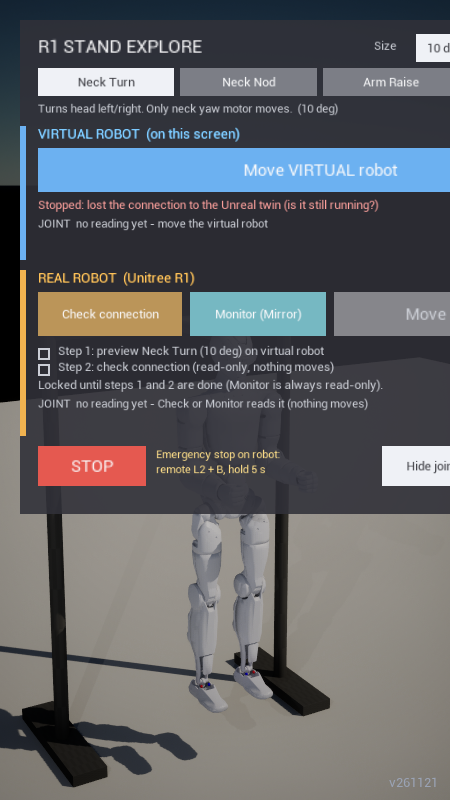 R1 STAND EXPLORE
Size
10 d
Neck Turn
Neck Nod
Arm Raise
Turns head left/right. Only neck yaw motor moves. (10 deg)
VIRTUAL ROBOT (on this screen)
Move VIRTUAL robot
Stopped: lost the connection to the Unreal twin (is it still running?)
JOINT no reading yet - move the virtual robot
REAL ROBOT (Unitree R1)
Check connection
Monitor (Mirror)
Move
Step 1: preview Neck Turn (10 deg) on virtual robot
Step 2: check connection (read-only, nothing moves)
Locked until steps 1 and 2 are done (Monitor is always read-only).
JOINT no reading yet - Check or Monitor reads it (nothing moves)
STOP
Emergency stop on robot:
remote L2 + B, hold 5 s
Hide join
v261121